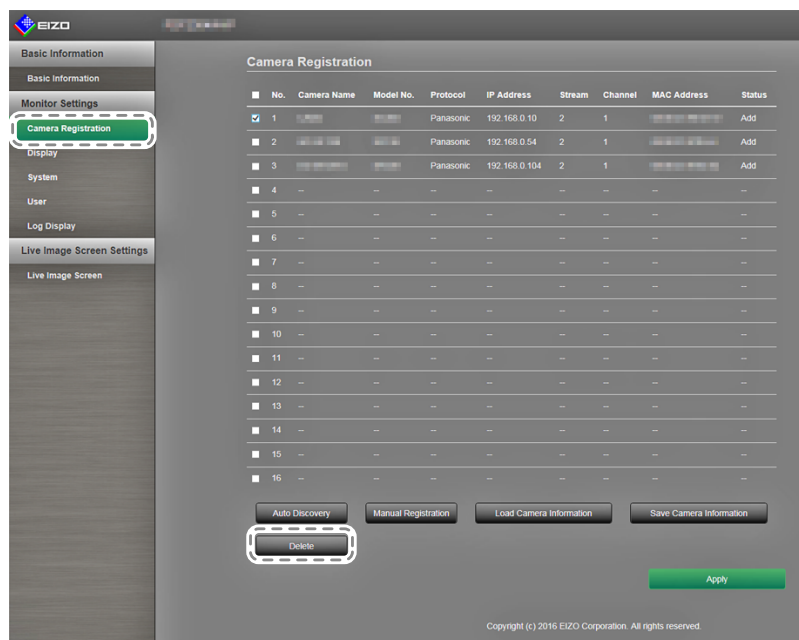 EIZO
Basic Information
Basic Information
Monitor Settings
Camera Registration
Display
System
User
Log Display
Live Image Screen Settings
Live Image Screen
Camera Registration
No. Camera Name Model No. Protocol IP Address Stream Channel MAC Address Status
1 Panasonic 192.168.0.10 2 1 Add
2 Panasonic 192.168.0.54 2 1 Add
3 Panasonic 192.168.0.104 2 1 Add
4 -- -- -- -- -- -- -- --
5 -- -- -- -- -- -- -- --
6 -- -- -- -- -- -- -- --
7 -- -- -- -- -- -- -- --
8 -- -- -- -- -- -- -- --
9 -- -- -- -- -- -- -- --
10 -- -- -- -- -- -- -- --
11 -- -- -- -- -- -- -- --
12 -- -- -- -- -- -- -- --
13 -- -- -- -- -- -- -- --
14 -- -- -- -- -- -- -- --
15 -- -- -- -- -- -- -- --
16 -- -- -- -- -- -- -- --
Auto Discovery Manual Registration Load Camera Information Save Camera Information
Delete
Apply
Copyright (c) 2016 EIZO Corporation. All rights reserved.